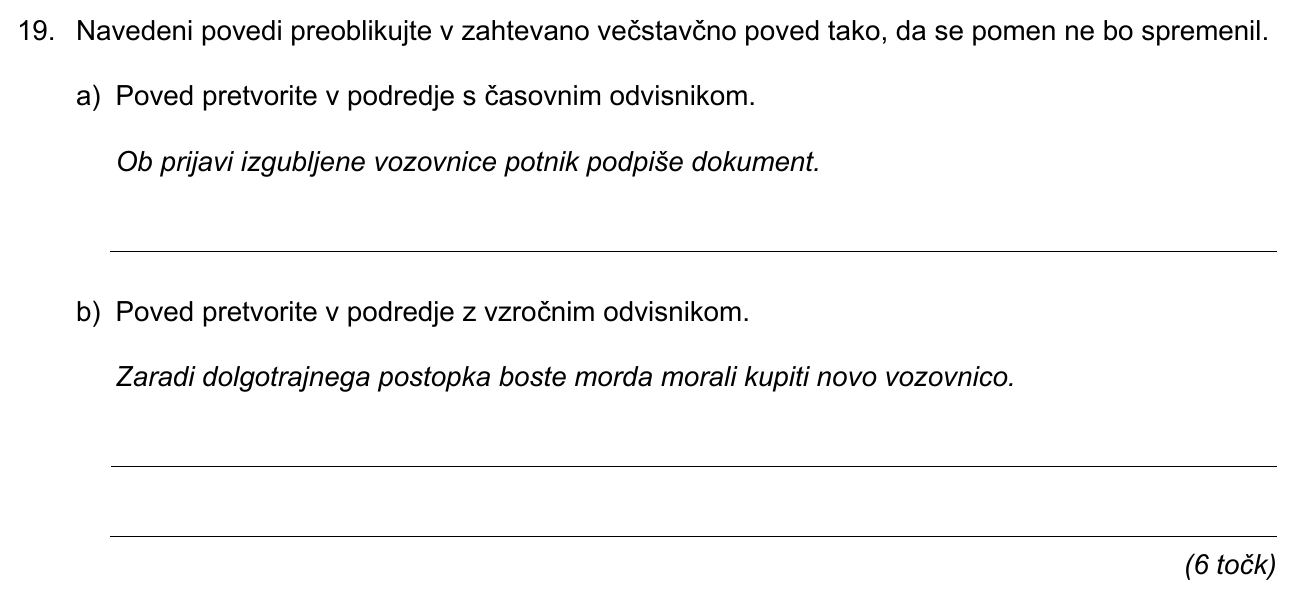 19. Navedeni povedi preoblikujte v zahtevano večstavčno poved tako, da se pomen ne bo spremenil.
a) Poved pretvorite v podredje s časovnim odvisnikom.
Ob prijavi izgubljene vozovnice potnik podpiše dokument.
b) Poved pretvorite v podredje z vzročnim odvisnikom.
Zaradi dolgotrajnega postopka boste morda morali kupiti novo vozovnico.
(6 točk)